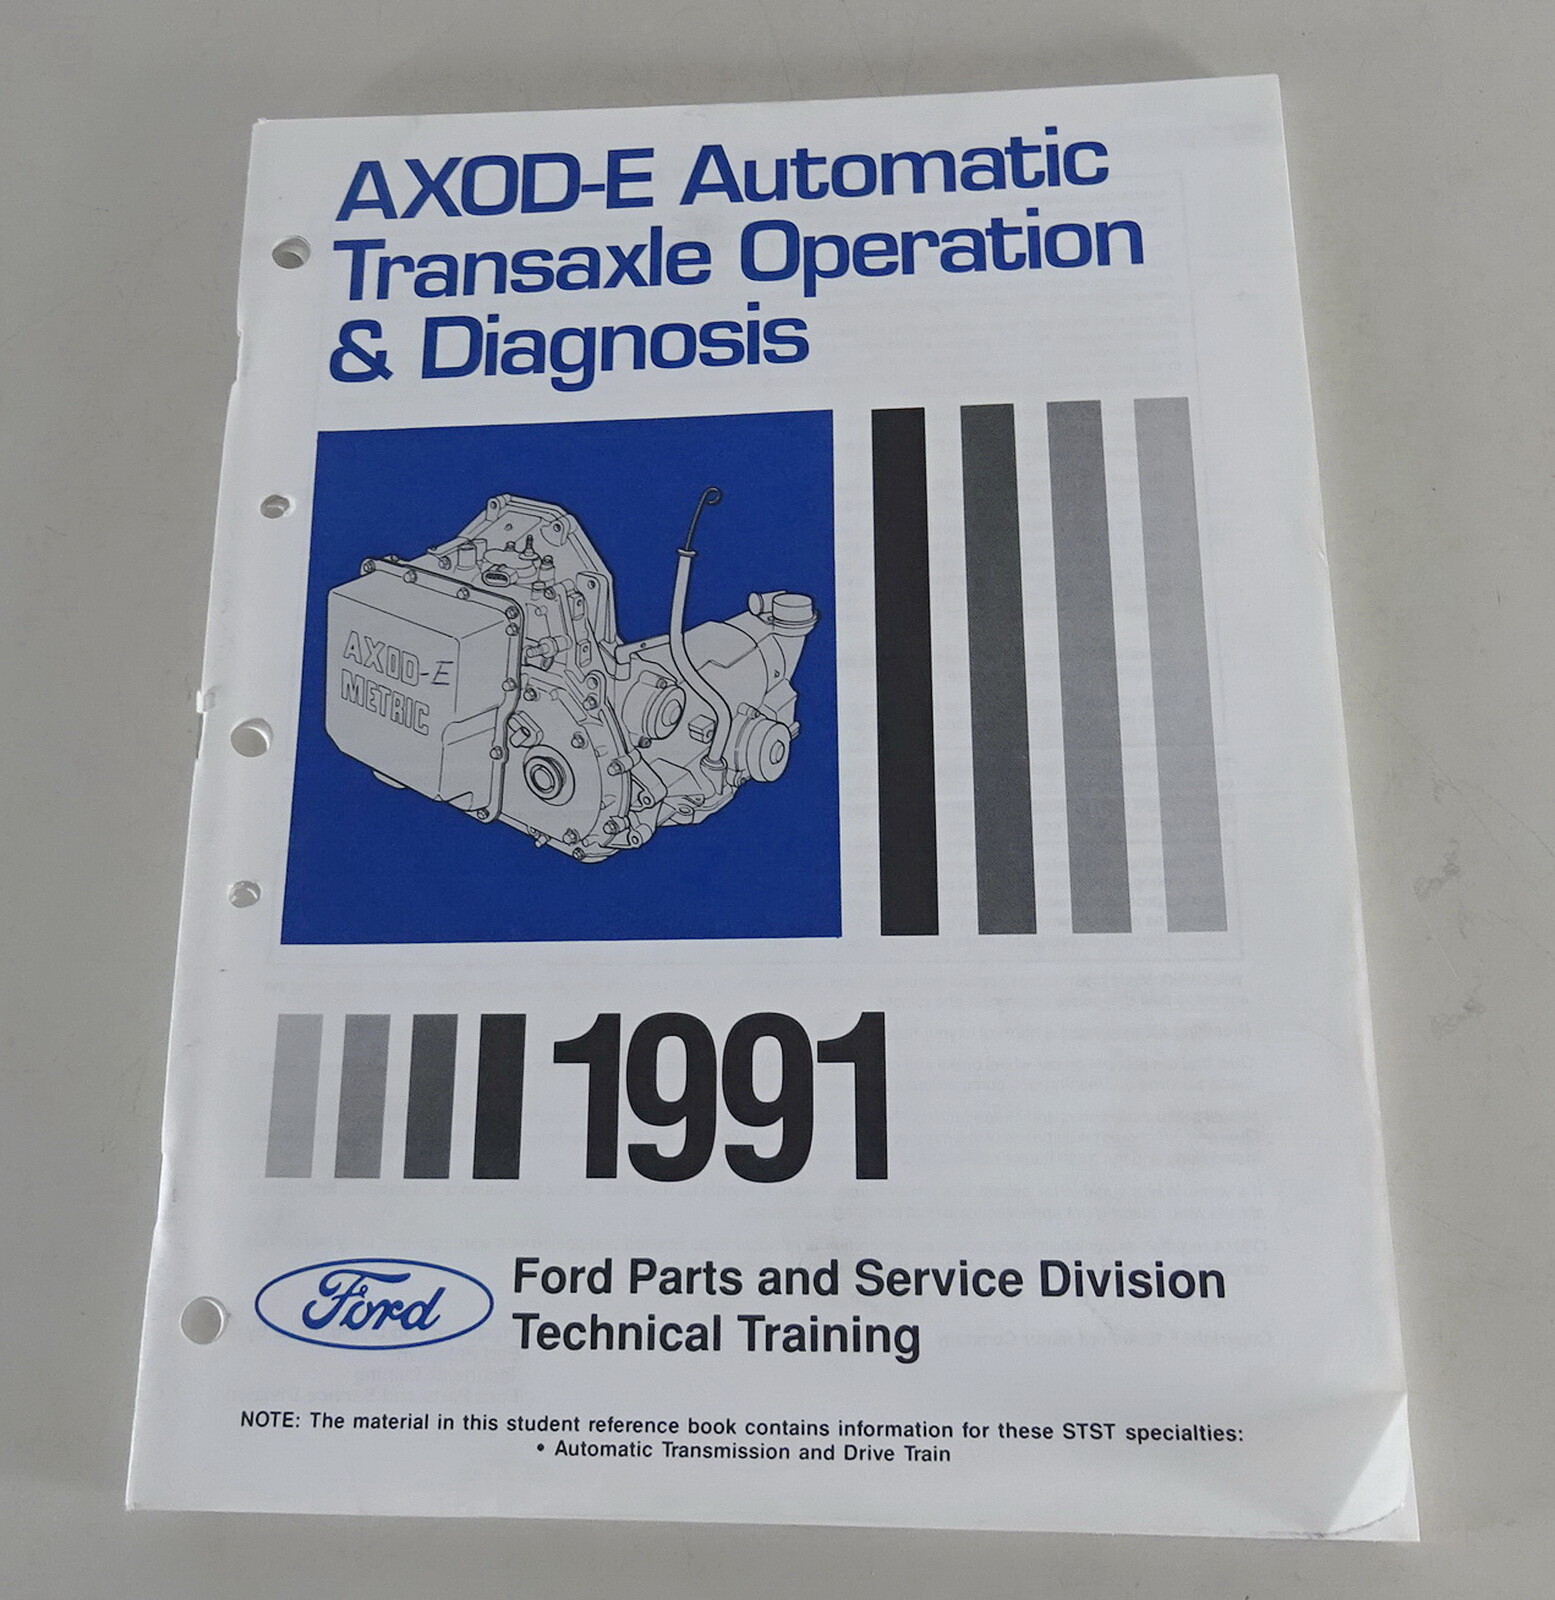 AXOD-E Automatic
Transaxle Operation
& Diagnosis
AXOD-E
METRIC
1991
Ford
Ford Parts and Service Division
Technical Training
NOTE: The material in this student reference book contains information for these STST specialties:
• Automatic Transmission and Drive Train